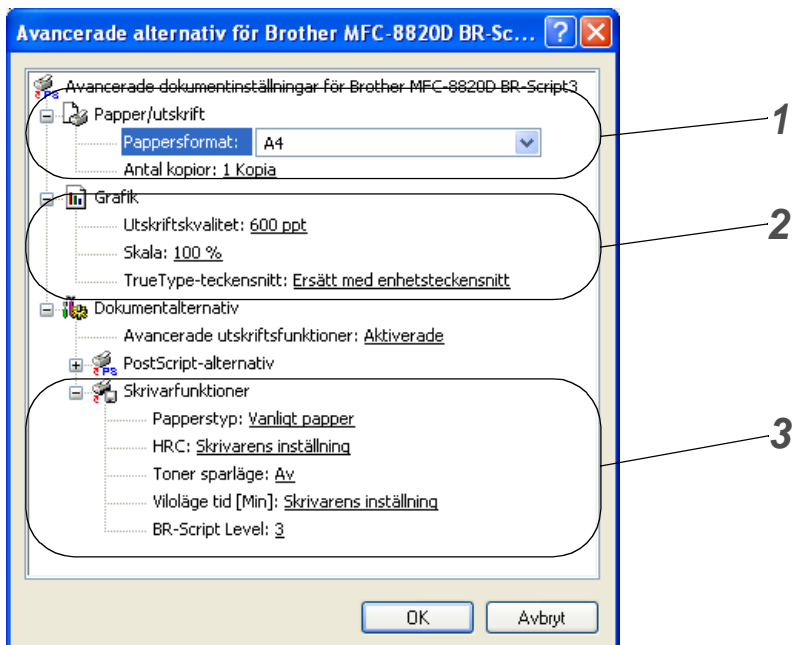 Avancerade alternativ för Brother MFC-8820D BR-Sc...
Avancerade dokumentinställningar för Brother MFC-8820D BR-Script3
Papper/utskrift
Pappersformat: A4
Antal kopior: 1 Kopia
1
Grafik
Utskriftskvalitet: 600 ppt
Skala: 100 %
TrueType-teckensnitt: Ersätt med enhetsteckensnitt
2
Dokumentalternativ
Avancerade utskriftsfunktioner: Aktiverade
PS PostScript-alternativ
Skrivarfunktioner
Papperstyp: Vanligt papper
HRC: Skrivarens inställning
Toner sparläge: Av
Viloläge tid [Min]: Skrivarens inställning
BR-Script Level: 3
3
OK Avbryt